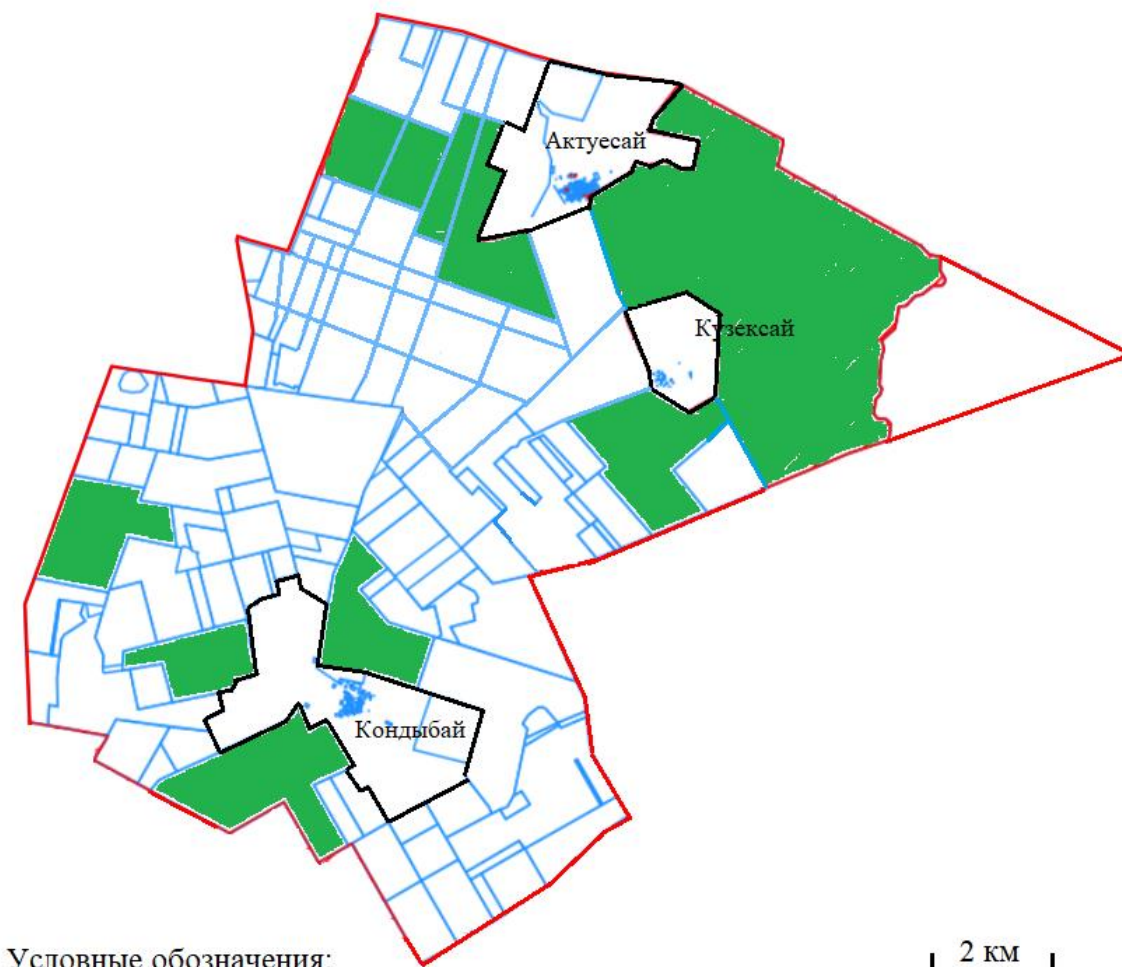 Актуесай
Кузексай
Кондыбай
Условные обозначения:
2 км